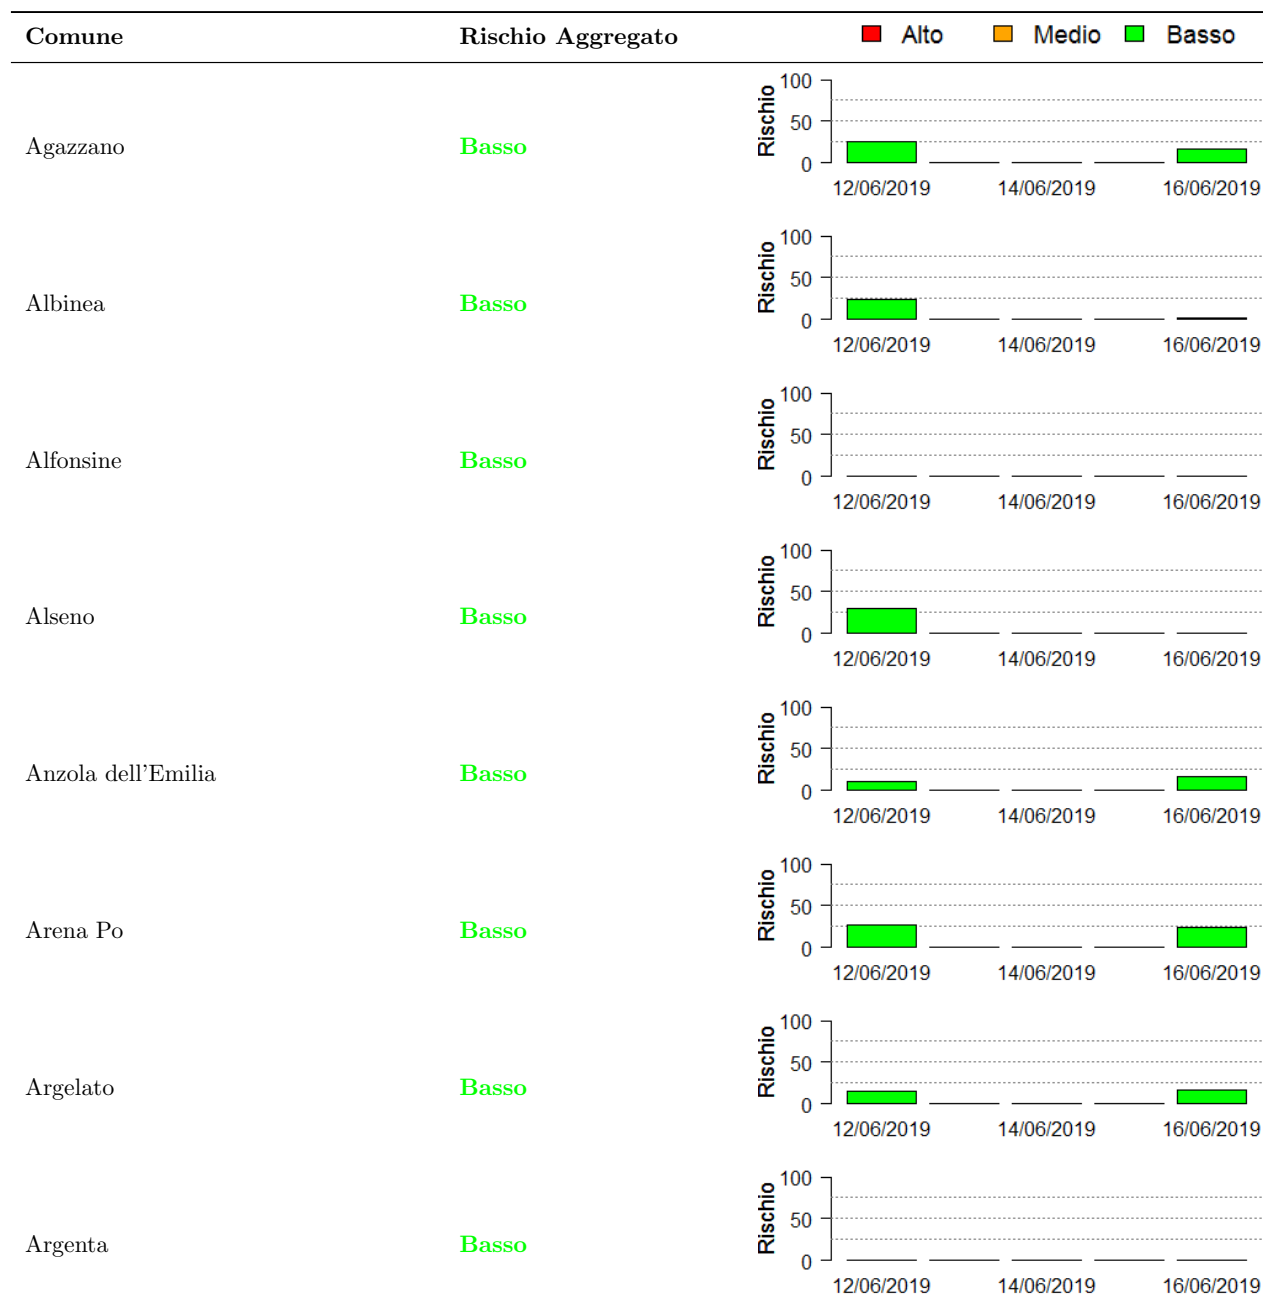 Comune Rischio Aggregato Alto Medio Basso
100
50
0
Rischio
Agazzano Basso
12/06/2019 14/06/2019 16/06/2019
100
50
0
Rischio
Albinea Basso
12/06/2019 14/06/2019 16/06/2019
100
50
0
Rischio
Alfonsine Basso
12/06/2019 14/06/2019 16/06/2019
100
50
0
Rischio
Alseno Basso
12/06/2019 14/06/2019 16/06/2019
100
50
0
Rischio
Anzola dell'Emilia Basso
12/06/2019 14/06/2019 16/06/2019
100
50
0
Rischio
Arena Po Basso
12/06/2019 14/06/2019 16/06/2019
100
50
0
Rischio
Argelato Basso
12/06/2019 14/06/2019 16/06/2019
100
50
0
Rischio
Argenta Basso
12/06/2019 14/06/2019 16/06/2019